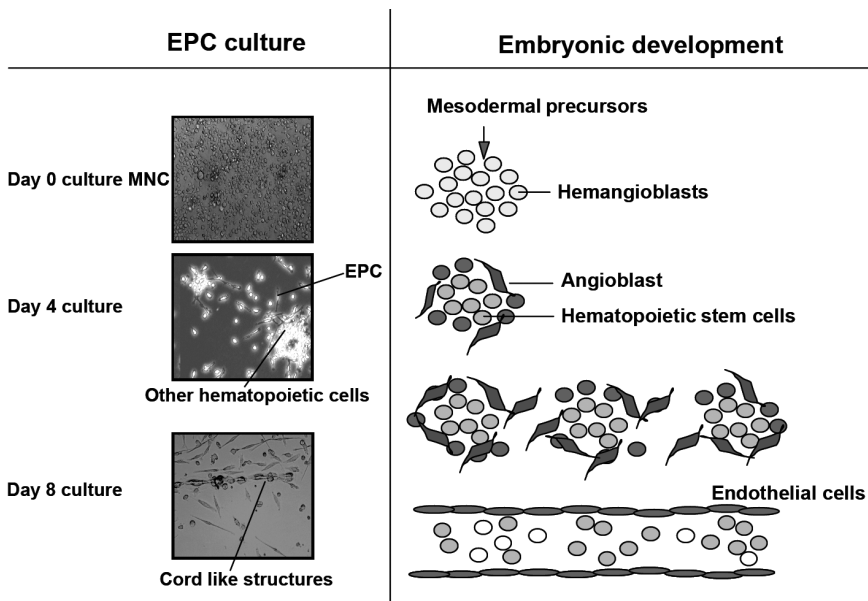 EPC culture
Embryonic development
Mesodermal precursors
Day 0 culture MNC
Hemangioblasts
EPC
Angioblast
Day 4 culture
Hematopoietic stem cells
Other hematopoietic cells
Day 8 culture
Endothelial cells
Cord like structures